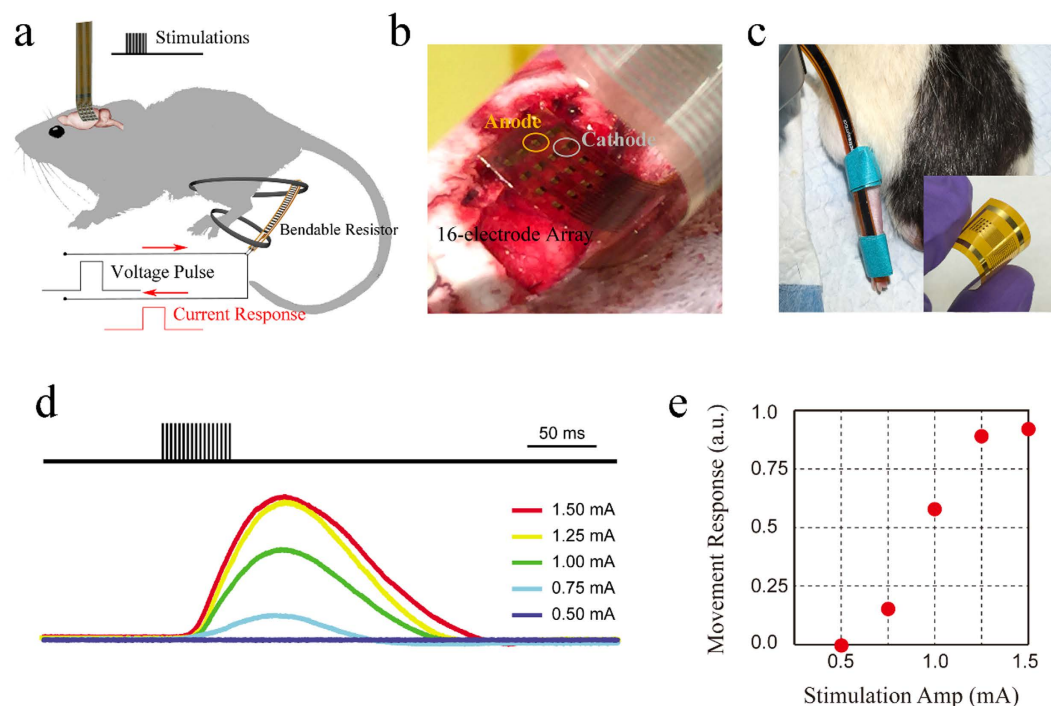 a
Stimulations
Bendable Resistor
Voltage Pulse
Current Response
b
Anode
Cathode
16-electrode Array
c
d
50 ms
1.50 mA
1.25 mA
1.00 mA
0.75 mA
0.50 mA
e
Movement Response (a.u.)
1.0
0.75
0.5
0.25
0.0
0.5
1.0
1.5
Stimulation Amp (mA)